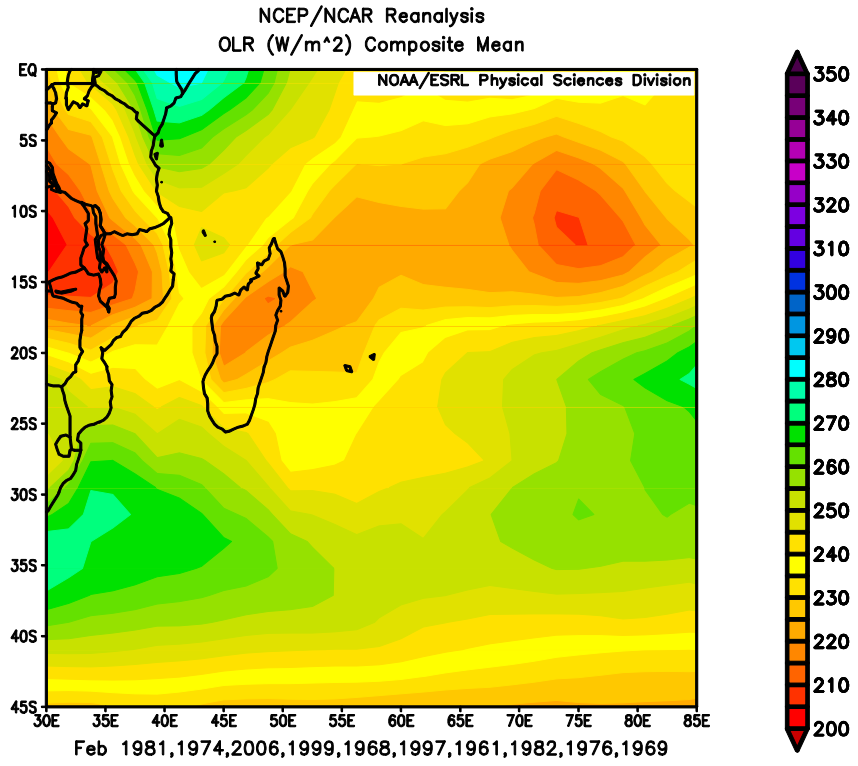 NCEP/NCAR Reanalysis
OLR (W/m^2) Composite Mean
NOAA/ESRL Physical Sciences Division
EQ
5S
10S
15S
20S
25S
30S
35S
40S
45S
30E 35E 40E 45E 50E 55E 60E 65E 70E 75E 80E 85E
Feb 1981,1974,2006,1999,1968,1997,1961,1982,1976,1969
350
340
330
320
310
300
290
280
270
260
250
240
230
220
210
200